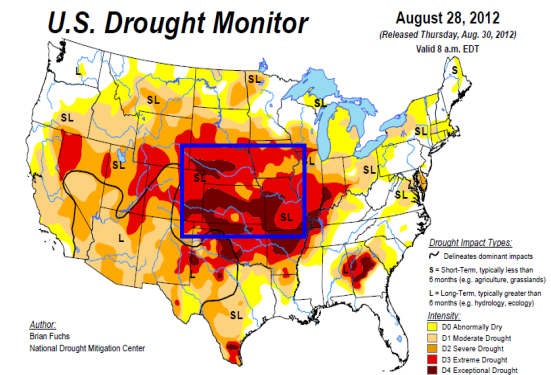 U.S. Drought Monitor
August 28, 2012
(Released Thursday, Aug. 30, 2012)
Valid 8 a.m. EDT
L
SL
S
SL
SL
SL
SL
SL
SL
SL
SL
SL
L
L
L
SL
Drought Impact Types:
Delineates dominant impacts
S = Short-Term, typically less than
6 months (e.g. agriculture, grasslands)
L = Long-Term, typically greater than
6 months (e.g. hydrology, ecology)
Intensity:
D0 Abnormally Dry
D1 Moderate Drought
D2 Severe Drought
D3 Extreme Drought
D4 Exceptional Drought
Author:
Brian Fuchs
National Drought Mitigation Center